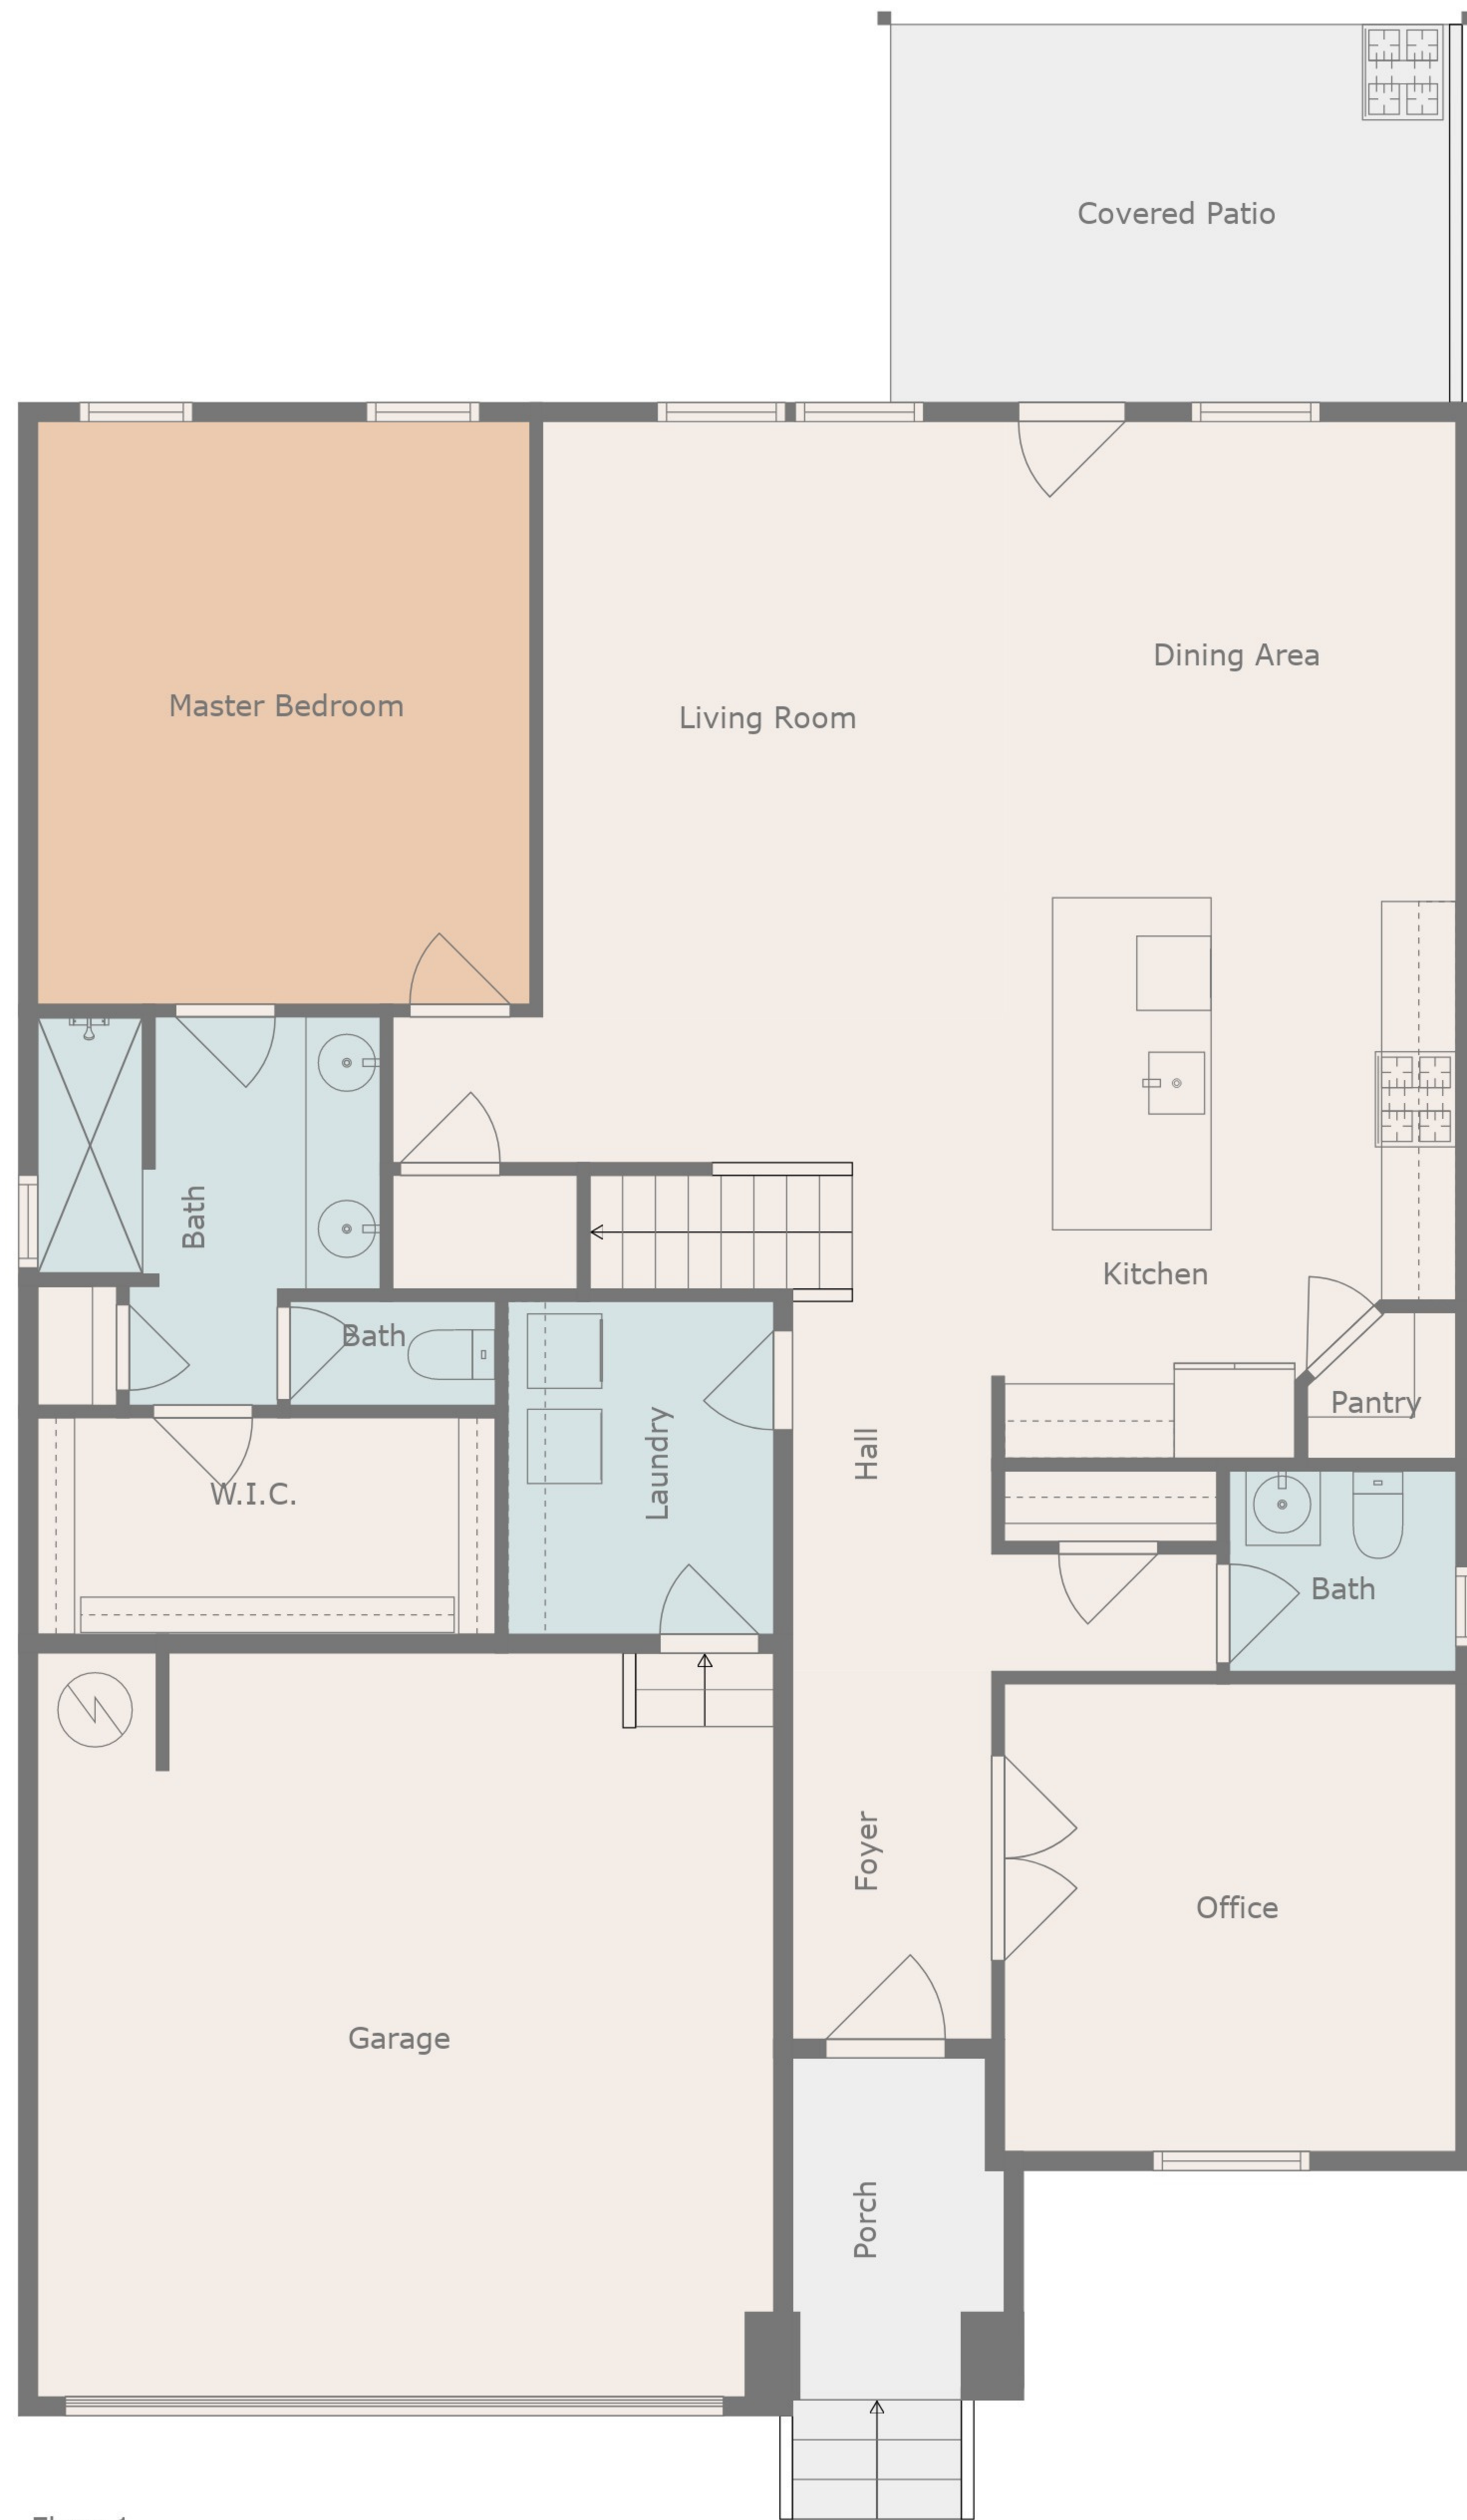 Covered Patio
Dining Area
Master Bedroom
Living Room
Bath
Kitchen
Bath
Pantry
Hall
Laundry
W.I.C.
Bath
Foyer
Office
Garage
Porch